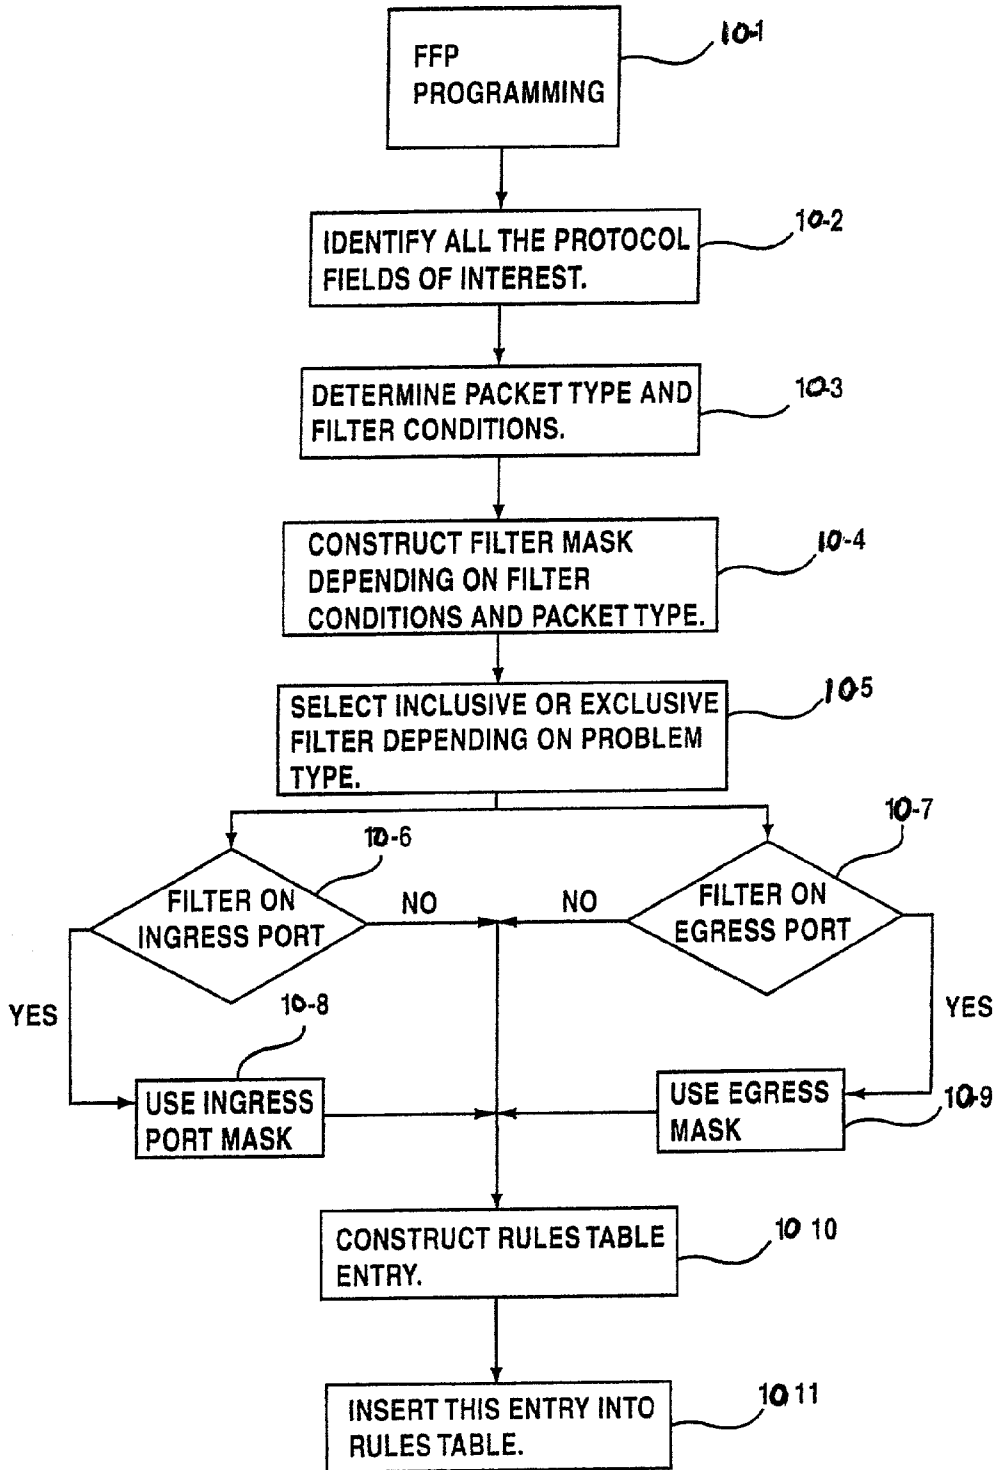 FFP
PROGRAMMING
10-1
IDENTIFY ALL THE PROTOCOL
FIELDS OF INTEREST.
10-2
DETERMINE PACKET TYPE AND
FILTER CONDITIONS.
10-3
CONSTRUCT FILTER MASK
DEPENDING ON FILTER
CONDITIONS AND PACKET TYPE.
10-4
SELECT INCLUSIVE OR EXCLUSIVE
FILTER DEPENDING ON PROBLEM
TYPE.
10-5
10-6
FILTER ON
INGRESS PORT
NO
YES
10-7
FILTER ON
EGRESS PORT
NO
YES
10-8
USE INGRESS
PORT MASK
USE EGRESS
MASK
10-9
CONSTRUCT RULES TABLE
ENTRY.
10 10
INSERT THIS ENTRY INTO
RULES TABLE.
10 11